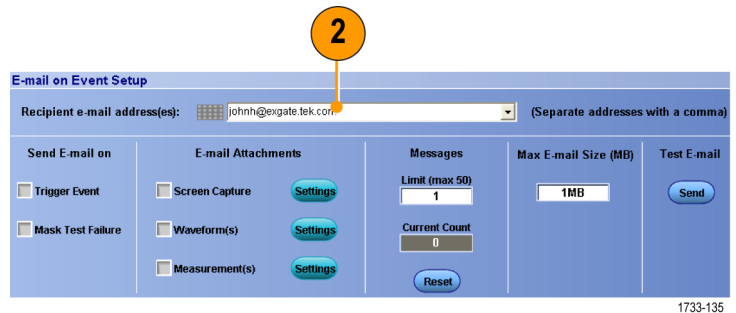 2
E-mail on Event Setup
Recipient e-mail address(es): johnh@exgate.tek.com (Separate addresses with a comma)
Send E-mail on E-mail Attachments Messages Max E-mail Size (MB) Test E-mail
Trigger Event Screen Capture Settings Limit (max 50) 1 1MB Send
Mask Test Failure Waveform(s) Settings Current Count 0
Measurement(s) Settings Reset
1733-135